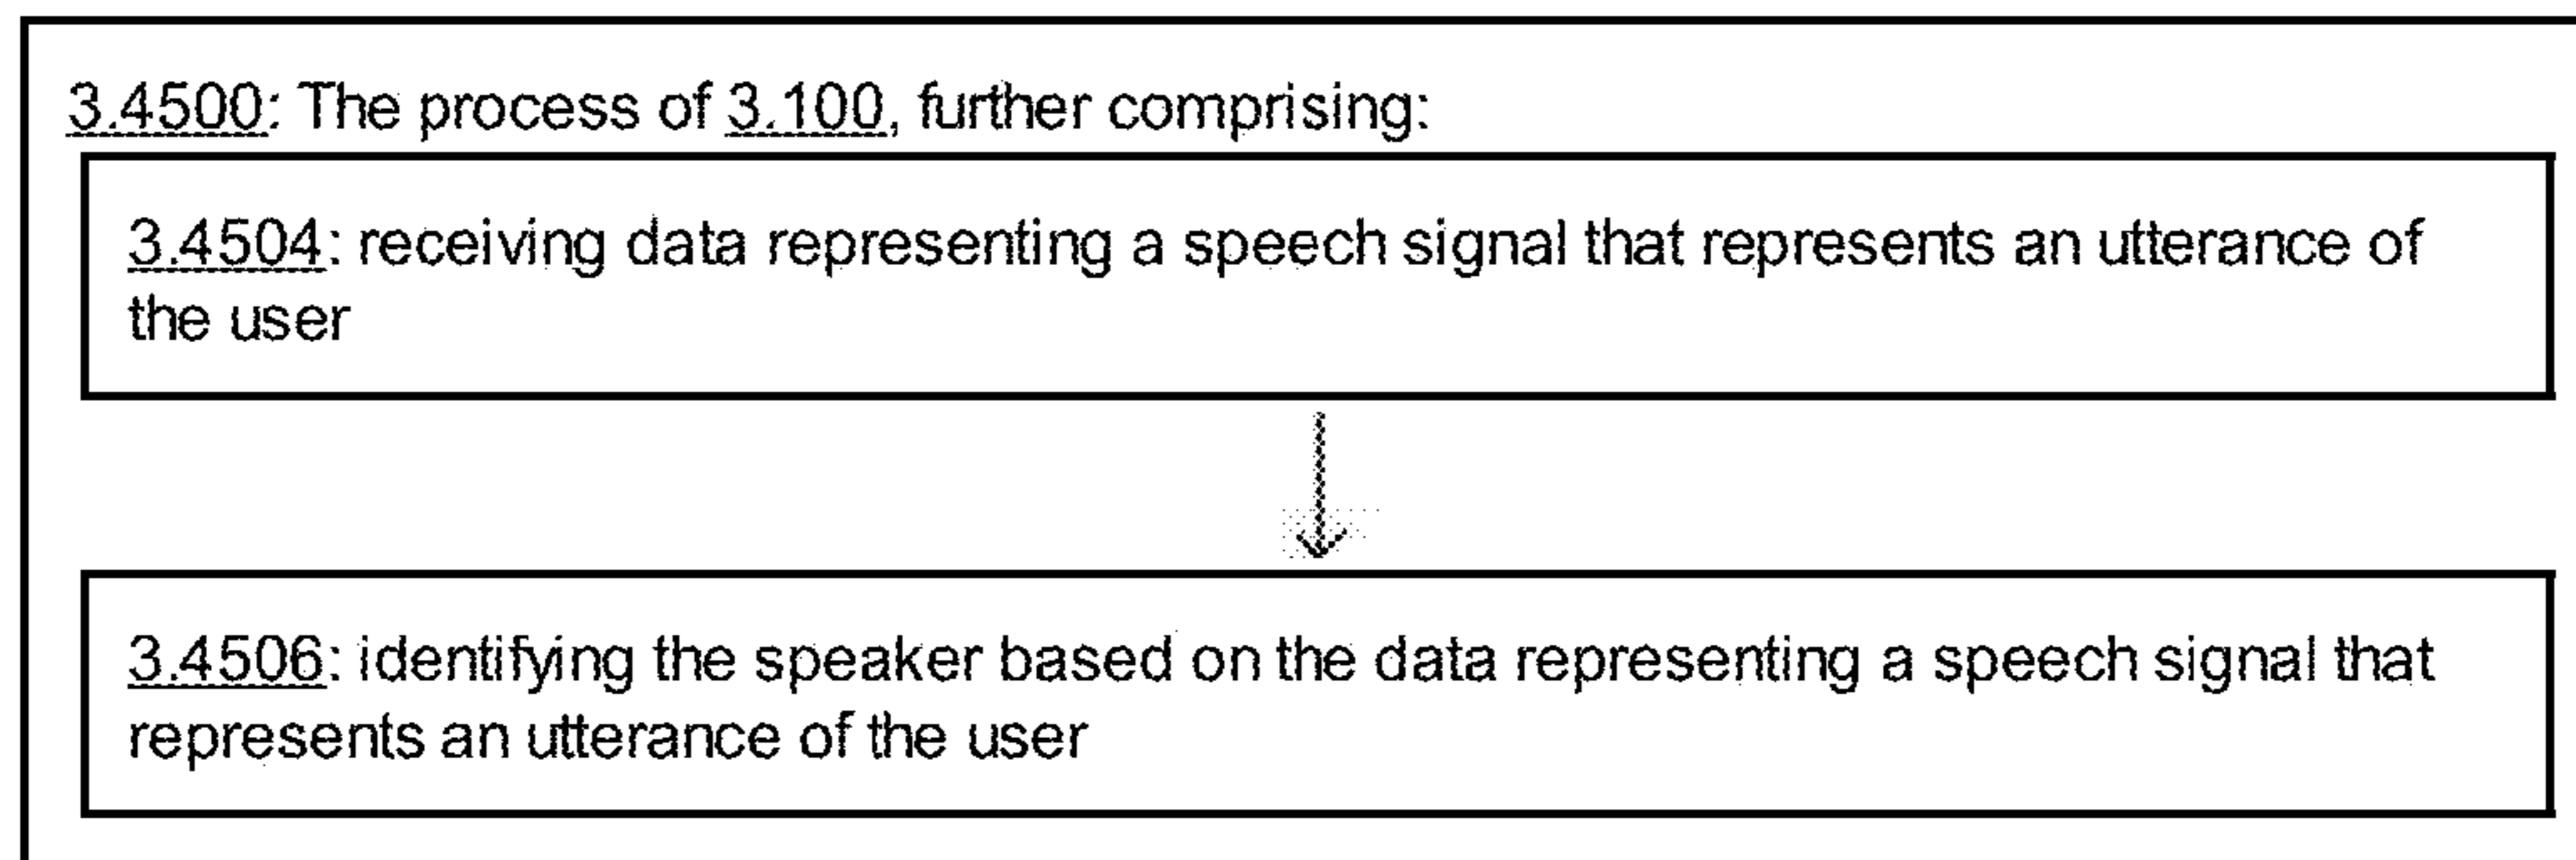 3.4500: The process of 3.100, further comprising:
3.4504: receiving data representing a speech signal that represents an utterance of
the user
3.4506: identifying the speaker based on the data representing a speech signal that
represents an utterance of the user